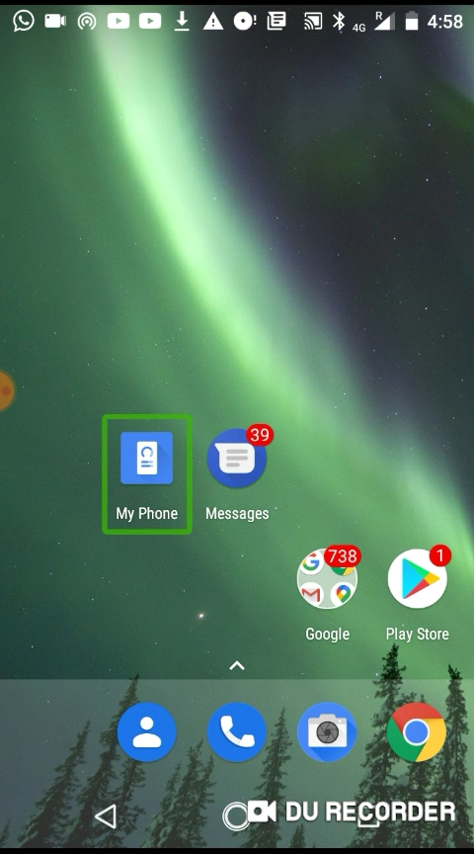 4G
R
4:58
39
My Phone
Messages
738
1
Google
Play Store
DU RECORDER